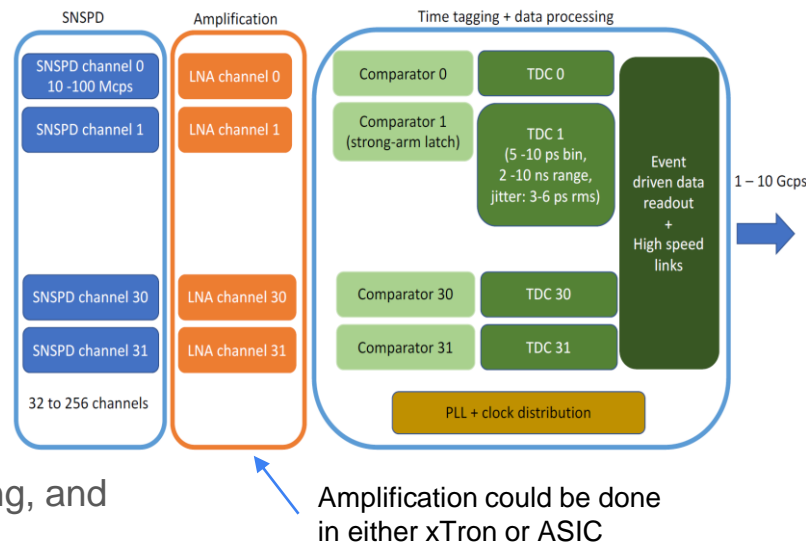 SNSPD
Amplification
Time tagging + data processing
SNSPD channel 0
10 -100 Mcps
LNA channel 0
Comparator 0
TDC 0
SNSPD channel 1
LNA channel 1
Comparator 1
(strong-arm latch)
TDC 1
(5 -10 ps bin,
2 -10 ns range,
jitter: 3-6 ps rms)
Event
driven data
readout
+
High speed
links
1 – 10 Gcps
SNSPD channel 30
LNA channel 30
Comparator 30
TDC 30
SNSPD channel 31
LNA channel 31
Comparator 31
TDC 31
32 to 256 channels
PLL + clock distribution
and
Amplification could be done
in either xTron or ASIC